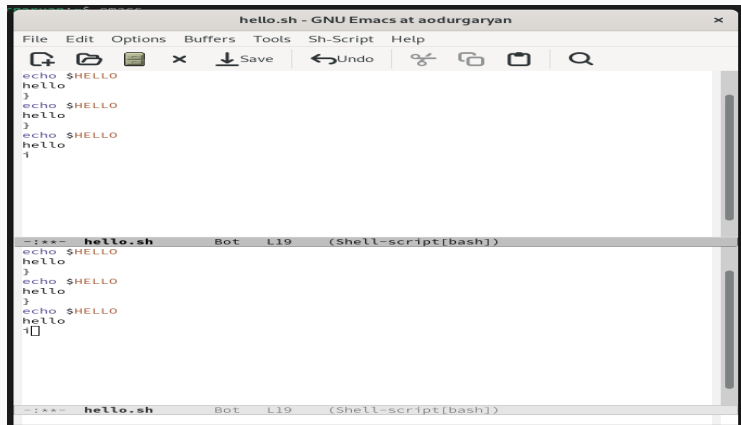 hello.sh - GNU Emacs at aodurgaryan ×
File Edit Options Buffers Tools Sh-Script Help
Save Undo
echo $HELLO
hello
}
echo $HELLO
hello
}
echo $HELLO
hello
i
-:**- hello.sh Bot L19 (Shell-script[bash])
echo $HELLO
hello
}
echo $HELLO
hello
}
echo $HELLO
hello
i
-:**- hello.sh Bot L19 (Shell-script[bash])